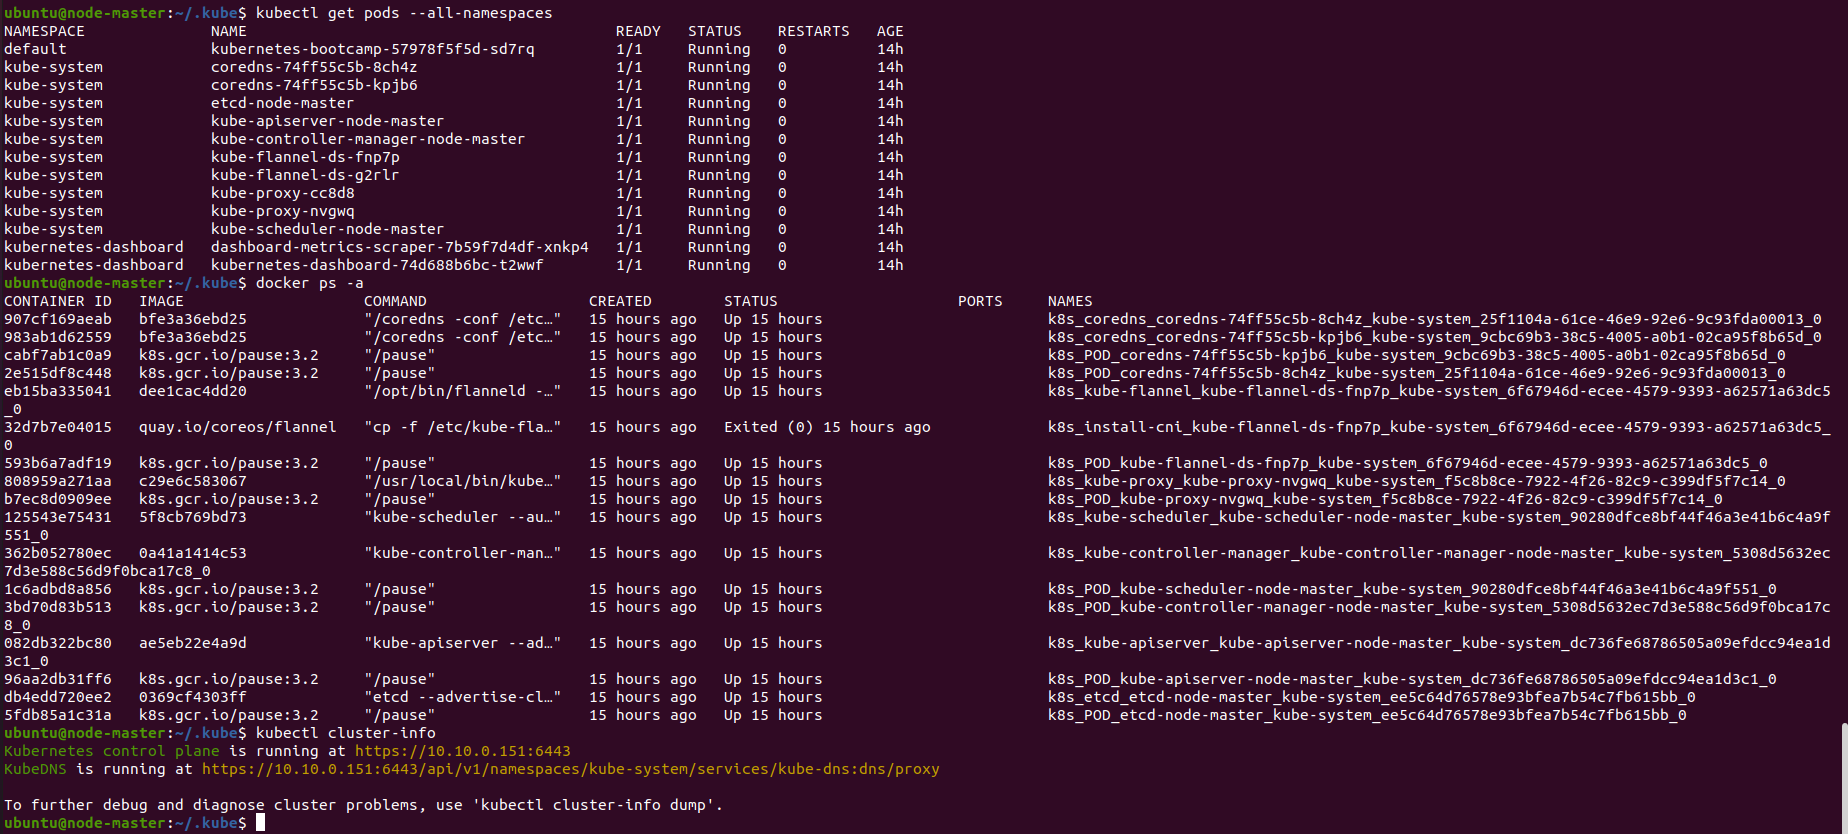 ubuntu@node-master:~/.kube$ kubectl get pods --all-namespaces
NAMESPACE              NAME                                         READY   STATUS    RESTARTS   AGE
default                kubernetes-bootcamp-57978f5f5d-sd7rq         1/1     Running   0          14h
kube-system            coredns-74ff55c5b-8ch4z                      1/1     Running   0          14h
kube-system            coredns-74ff55c5b-kpjb6                      1/1     Running   0          14h
kube-system            etcd-node-master                             1/1     Running   0          14h
kube-system            kube-apiserver-node-master                   1/1     Running   0          14h
kube-system            kube-controller-manager-node-master          1/1     Running   0          14h
kube-system            kube-flannel-ds-fnp7p                        1/1     Running   0          14h
kube-system            kube-flannel-ds-g2rlr                        1/1     Running   0          14h
kube-system            kube-proxy-cc8d8                             1/1     Running   0          14h
kube-system            kube-proxy-nvgwq                             1/1     Running   0          14h
kube-system            kube-scheduler-node-master                   1/1     Running   0          14h
kubernetes-dashboard   dashboard-metrics-scraper-7b59f7d4df-xnkp4   1/1     Running   0          14h
kubernetes-dashboard   kubernetes-dashboard-74d688b6bc-t2wwf        1/1     Running   0          14h
ubuntu@node-master:~/.kube$ docker ps -a
CONTAINER ID   IMAGE                    COMMAND                  CREATED        STATUS                    PORTS     NAMES
907cf169aeab   bfe3a36ebd25             "/coredns -conf /etc…"   15 hours ago   Up 15 hours                         k8s_coredns_coredns-74ff55c5b-8ch4z_kube-system_25f1104a-61ce-46e9-92e6-9c93fda00013_0
983ab1d62559   bfe3a36ebd25             "/coredns -conf /etc…"   15 hours ago   Up 15 hours                         k8s_coredns_coredns-74ff55c5b-kpjb6_kube-system_9cbc69b3-38c5-4005-a0b1-02ca95f8b65d_0
cabf7ab1c0a9   k8s.gcr.io/pause:3.2     "/pause"                 15 hours ago   Up 15 hours                         k8s_POD_coredns-74ff55c5b-kpjb6_kube-system_9cbc69b3-38c5-4005-a0b1-02ca95f8b65d_0
2e515df8c448   k8s.gcr.io/pause:3.2     "/pause"                 15 hours ago   Up 15 hours                         k8s_POD_coredns-74ff55c5b-8ch4z_kube-system_25f1104a-61ce-46e9-92e6-9c93fda00013_0
eb15ba335041   dee1cac4dd20             "/opt/bin/flanneld -…"   15 hours ago   Up 15 hours                         k8s_kube-flannel_kube-flannel-ds-fnp7p_kube-system_6f67946d-ecee-4579-9393-a62571a63dc5
_0
32d7b7e04015   quay.io/coreos/flannel   "cp -f /etc/kube-fla…"   15 hours ago   Exited (0) 15 hours ago             k8s_install-cni_kube-flannel-ds-fnp7p_kube-system_6f67946d-ecee-4579-9393-a62571a63dc5_
0
593b6a7adf19   k8s.gcr.io/pause:3.2     "/pause"                 15 hours ago   Up 15 hours                         k8s_POD_kube-flannel-ds-fnp7p_kube-system_6f67946d-ecee-4579-9393-a62571a63dc5_0
808959a271aa   c29e6c583067             "/usr/local/bin/kube…"   15 hours ago   Up 15 hours                         k8s_kube-proxy_kube-proxy-nvgwq_kube-system_f5c8b8ce-7922-4f26-82c9-c399df5f7c14_0
b7ec8d0909ee   k8s.gcr.io/pause:3.2     "/pause"                 15 hours ago   Up 15 hours                         k8s_POD_kube-proxy-nvgwq_kube-system_f5c8b8ce-7922-4f26-82c9-c399df5f7c14_0
125543e75431   5f8cb769bd73             "kube-scheduler --au…"   15 hours ago   Up 15 hours                         k8s_kube-scheduler_kube-scheduler-node-master_kube-system_90280dfce8bf44f46a3e41b6c4a9f
551_0
362b052780ec   0a41a1414c53             "kube-controller-man…"   15 hours ago   Up 15 hours                         k8s_kube-controller-manager_kube-controller-manager-node-master_kube-system_5308d5632ec
7d3e588c56d9f0bca17c8_0
1c6adbd8a856   k8s.gcr.io/pause:3.2     "/pause"                 15 hours ago   Up 15 hours                         k8s_POD_kube-scheduler-node-master_kube-system_90280dfce8bf44f46a3e41b6c4a9f551_0
3bd70d83b513   k8s.gcr.io/pause:3.2     "/pause"                 15 hours ago   Up 15 hours                         k8s_POD_kube-controller-manager-node-master_kube-system_5308d5632ec7d3e588c56d9f0bca17c
8_0
082db322bc80   ae5eb22e4a9d             "kube-apiserver --ad…"   15 hours ago   Up 15 hours                         k8s_kube-apiserver_kube-apiserver-node-master_kube-system_dc736fe68786505a09efdcc94ea1d
3c1_0
96aa2db31ff6   k8s.gcr.io/pause:3.2     "/pause"                 15 hours ago   Up 15 hours                         k8s_POD_kube-apiserver-node-master_kube-system_dc736fe68786505a09efdcc94ea1d3c1_0
db4edd720ee2   0369cf4303ff             "etcd --advertise-cl…"   15 hours ago   Up 15 hours                         k8s_etcd_etcd-node-master_kube-system_ee5c64d76578e93bfea7b54c7fb615bb_0
5fdb85a1c31a   k8s.gcr.io/pause:3.2     "/pause"                 15 hours ago   Up 15 hours                         k8s_POD_etcd-node-master_kube-system_ee5c64d76578e93bfea7b54c7fb615bb_0
ubuntu@node-master:~/.kube$ kubectl cluster-info
Kubernetes control plane is running at https://10.10.0.151:6443
KubeDNS is running at https://10.10.0.151:6443/api/v1/namespaces/kube-system/services/kube-dns:dns/proxy
To further debug and diagnose cluster problems, use 'kubectl cluster-info dump'.
ubuntu@node-master:~/.kube$